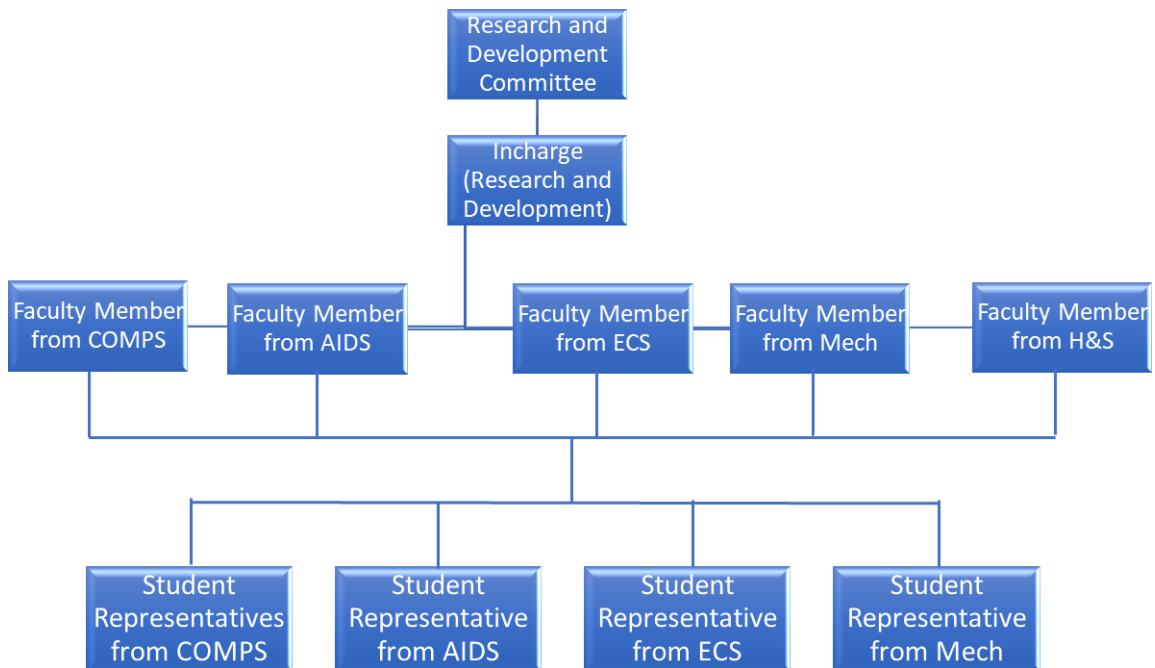 Research and
Development
Committee
Incharge
(Research and
Development)
Faculty Member
from COMPS
Faculty Member
from AIDS
Faculty Member
from ECS
Faculty Member
from Mech
Faculty Member
from H&S
Student
Representatives
from COMPS
Student
Representative
from AIDS
Student
Representative
from ECS
Student
Representative
from Mech